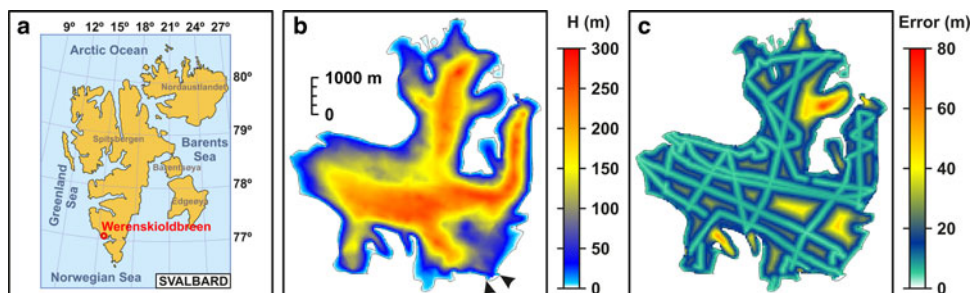 a
9º 12º 15º 18º 21º 24º 27º
Arctic Ocean
80º
Nordaustlandet
79º
Spitsbergen
Barents
Sea
Barentsøya
78º
Greenland
Sea
Edgeøya
Werenskioldbreen
77º
Norwegian Sea
SVALBARD
b
H (m)
300
1000 m
0
250
200
150
100
50
0
c
Error (m)
80
60
40
20
0